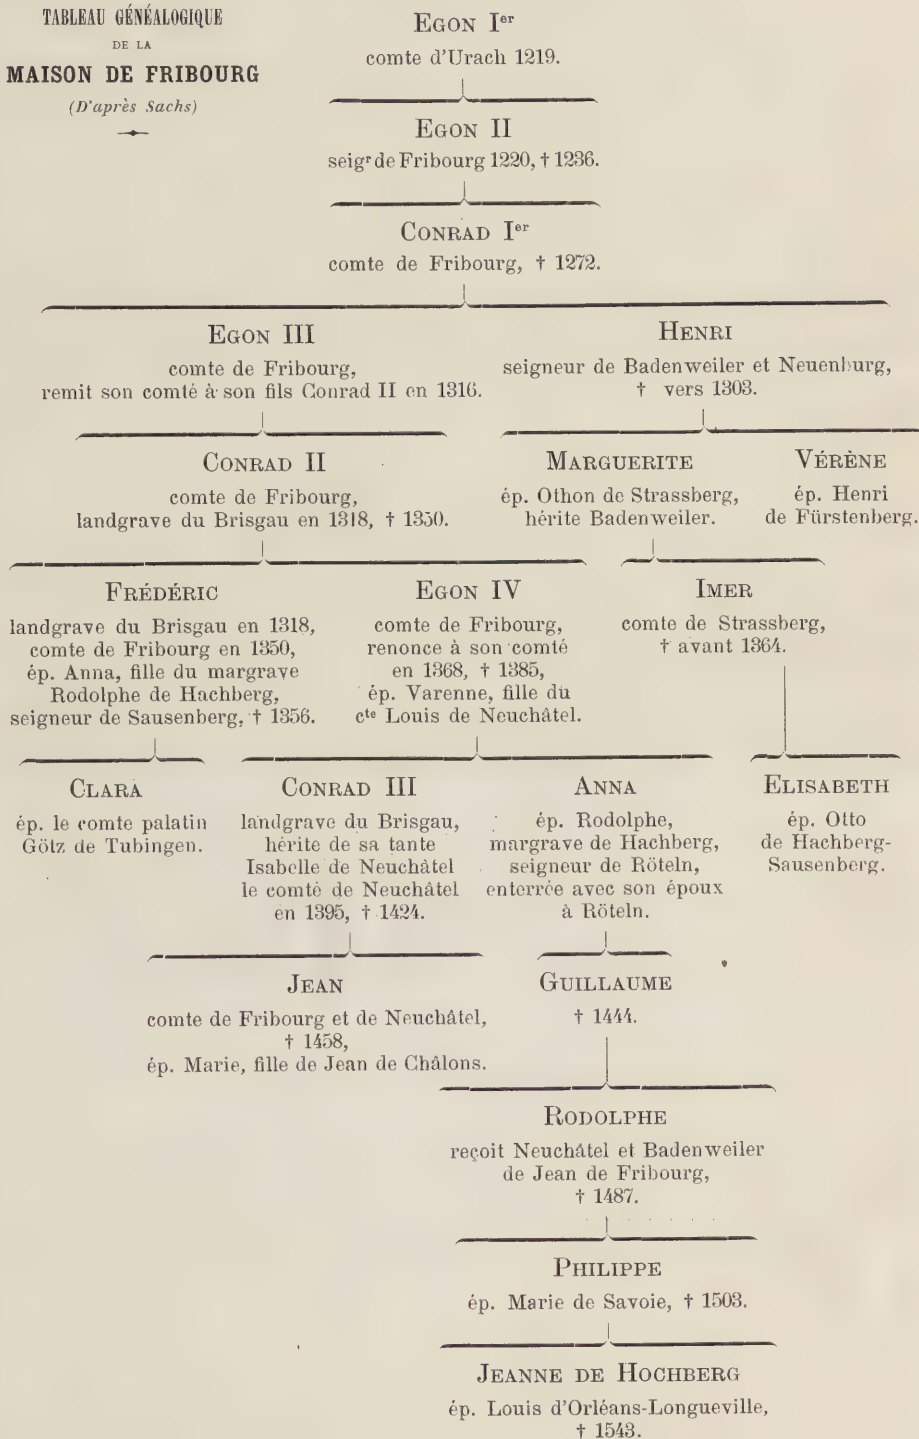 TABLEAU GÉNÉALOGIQUE
DE LA
MAISON DE FRIBOURG
(D'après Sachs)
EGON Ier
comte d'Urach 1219.
EGON II
seigr de Fribourg 1220, † 1236.
CONRAD Ier
comte de Fribourg, † 1272.
EGON III
comte de Fribourg,
remit son comté à son fils Conrad II en 1316.
HENRI
seigneur de Badenweiler et Neuenburg,
† vers 1303.
CONRAD II
comte de Fribourg,
landgrave du Brisgau en 1318, † 1350.
MARGUERITE
ép. Othon de Strassberg,
hérite Badenweiler.
VÉRÈNE
ép. Henri
de Fürstenberg.
FRÉDÉRIC
landgrave du Brisgau en 1318,
comte de Fribourg en 1350,
ép. Anna, fille du margrave
Rodolphe de Hachberg,
seigneur de Sausenberg, † 1356.
EGON IV
comte de Fribourg,
renonce à son comté
en 1368, † 1385,
ép. Varenne, fille du
cte Louis de Neuchâtel.
IMER
comte de Strassberg,
† avant 1364.
CLARA
ép. le comte palatin
Götz de Tubingen.
CONRAD III
landgrave du Brisgau,
hérite de sa tante
Isabelle de Neuchâtel
le comté de Neuchâtel
en 1395, † 1424.
ANNA
ép. Rodolphe,
margrave de Hachberg,
seigneur de Röteln,
enterrée avec son époux
à Röteln.
ELISABETH
ép. Otto
de Hachberg-
Sausenberg.
JEAN
comte de Fribourg et de Neuchâtel,
† 1458,
ép. Marie, fille de Jean de Châlons.
GUILLAUME
† 1444.
RODOLPHE
reçoit Neuchâtel et Badenweiler
de Jean de Fribourg,
† 1487.
PHILIPPE
ép. Marie de Savoie, † 1503.
JEANNE DE HOCHBERG
ép. Louis d'Orléans-Longueville,
† 1543.